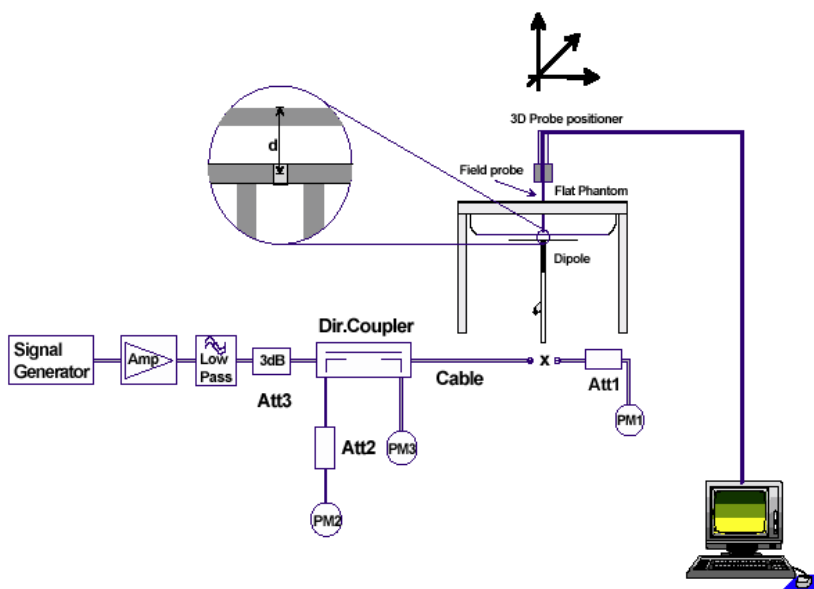 3D Probe positioner
d
Field probe
Flat Phantom
Dipole
Dir.Coupler
Signal
Generator
Amp
Low
Pass
3dB
Cable
x
Att1
Att3
Att2
PM3
PM1
PM2